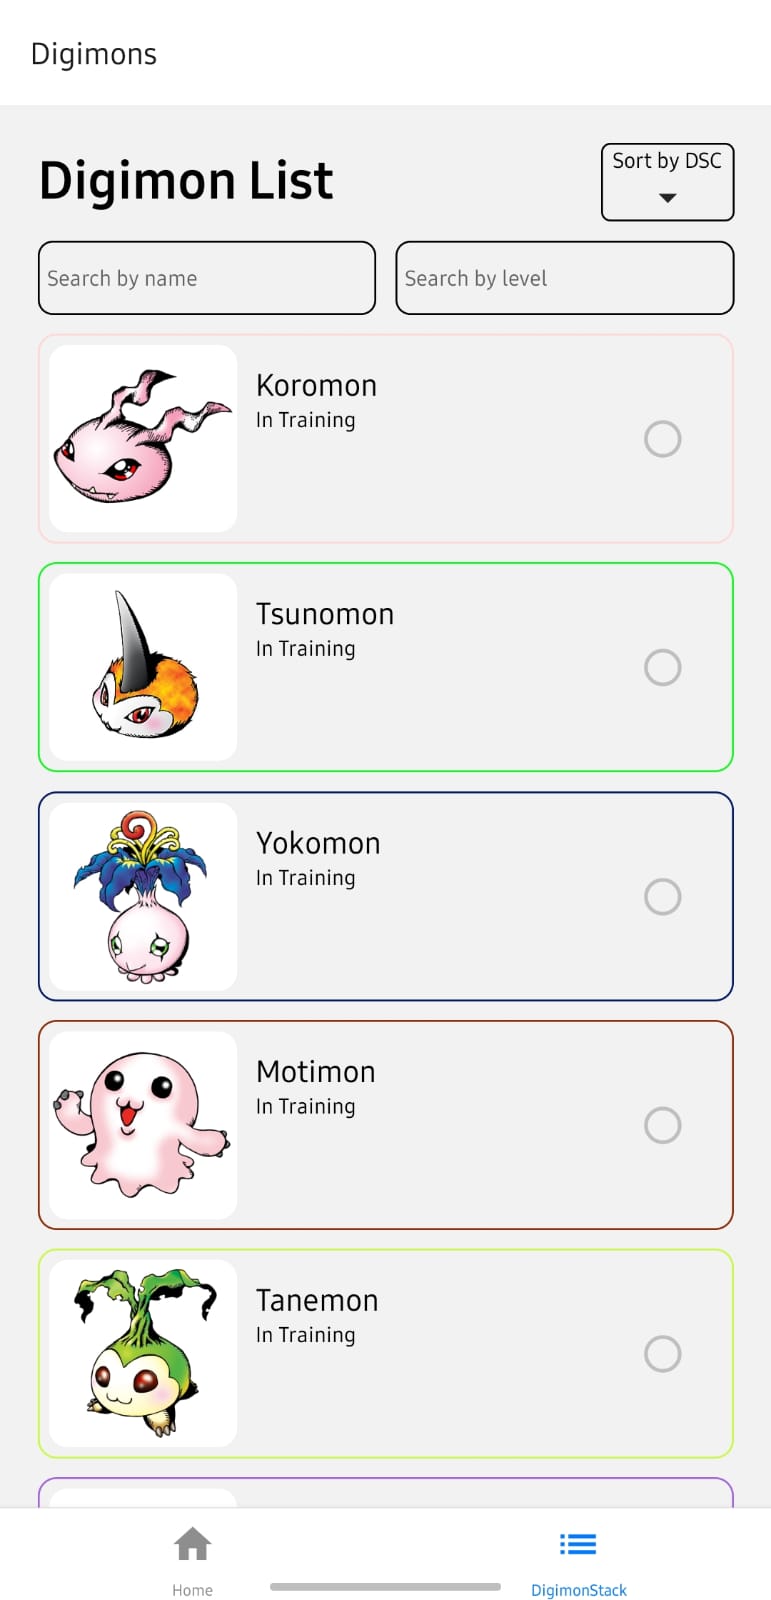 Digimons
Digimon List
Sort by DSC
Search by name
Search by level
Koromon
In Training
Tsunomon
In Training
Yokomon
In Training
Motimon
In Training
Tanemon
In Training
Home
DigimonStack